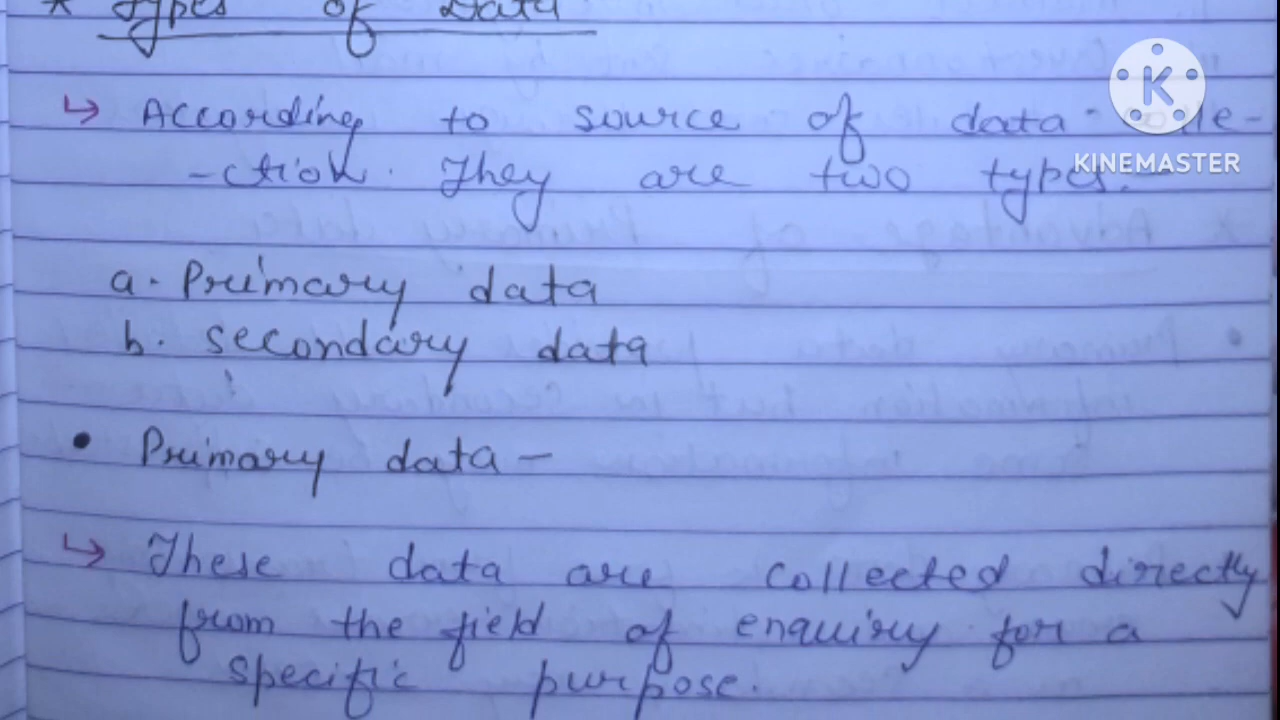 * Types of Data
↳ According to source of data colle-
-ction. They are two types.
KINEMASTER
a. Primary data
b. secondary data
• Primary data -
↳ These data are collected directly
from the field of enquiry for a
specific purpose.